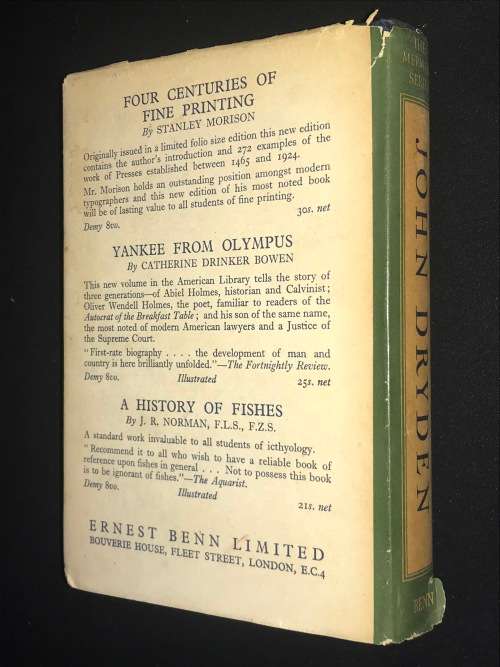 FOUR CENTURIES OF
FINE PRINTING
By STANLEY MORISON
Originally issued in a limited folio size edition this new edition
contains the author's introduction and 272 examples of the
work of Presses established between 1465 and 1924.
Mr. Morison holds an outstanding position amongst modern
typographers and this new edition of his most noted book
will be of lasting value to all students of fine printing.
Demy 8vo. 30s. net
YANKEE FROM OLYMPUS
By CATHERINE DRINKER BOWEN
This new volume in the American Library tells the story of
three generations—of Abiel Holmes, historian and Calvinist;
Oliver Wendell Holmes, the poet, familiar to readers of the
Autocrat of the Breakfast Table; and his son of the same name,
the most noted of modern American lawyers and a Justice of
the Supreme Court.
"First-rate biography . . . . the development of man and
country is here brilliantly unfolded."—The Fortnightly Review.
Demy 8vo. Illustrated 25s. net
A HISTORY OF FISHES
By J. R. NORMAN, F.L.S., F.Z.S.
A standard work invaluable to all students of icthyology.
"Recommend it to all who wish to have a reliable book of
reference upon fishes in general . . . Not to possess this book
is to be ignorant of fishes."—The Aquarist.
Demy 8vo. Illustrated 21s. net
ERNEST BENN LIMITED
BOUVERIE HOUSE, FLEET STREET, LONDON, E.C.4
THE
MERMAID
SERIES
JOHN DRYDEN
BENN